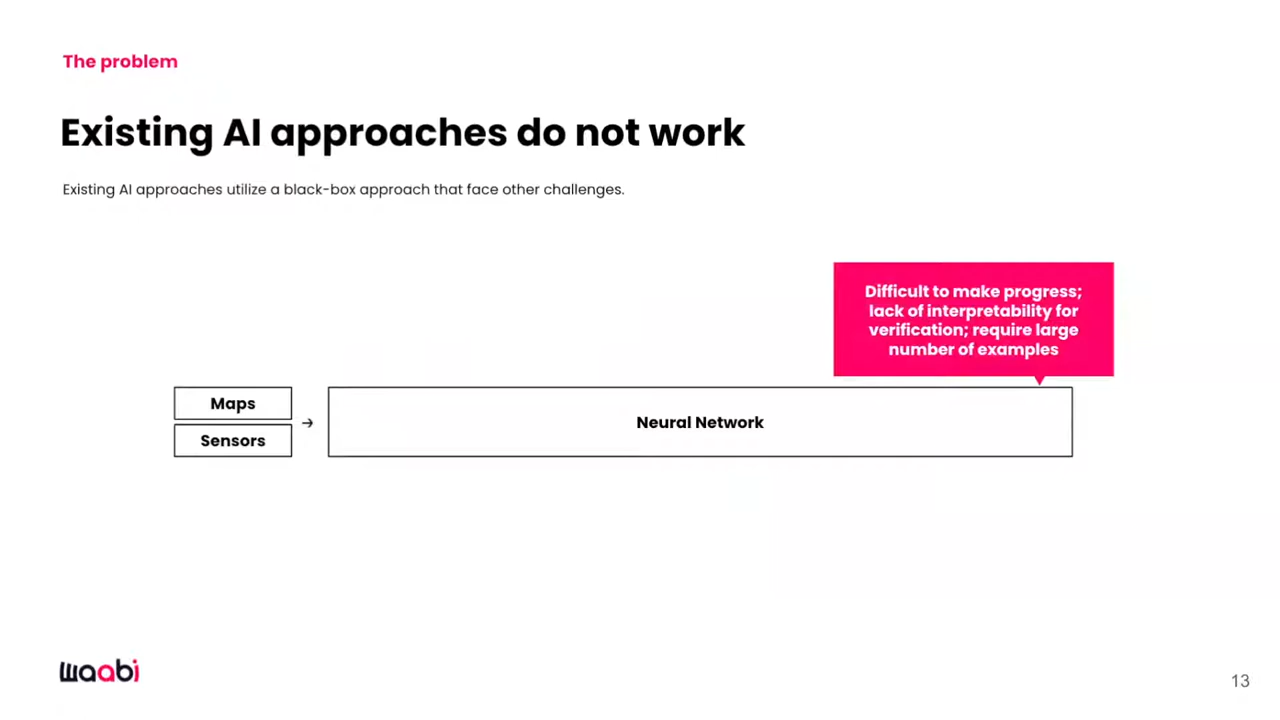 The problem
Existing AI approaches do not work
Existing AI approaches utilize a black-box approach that face other challenges.
Difficult to make progress;
lack of interpretability for
verification; require large
number of examples
Maps
Sensors
→
Neural Network
waabi
13